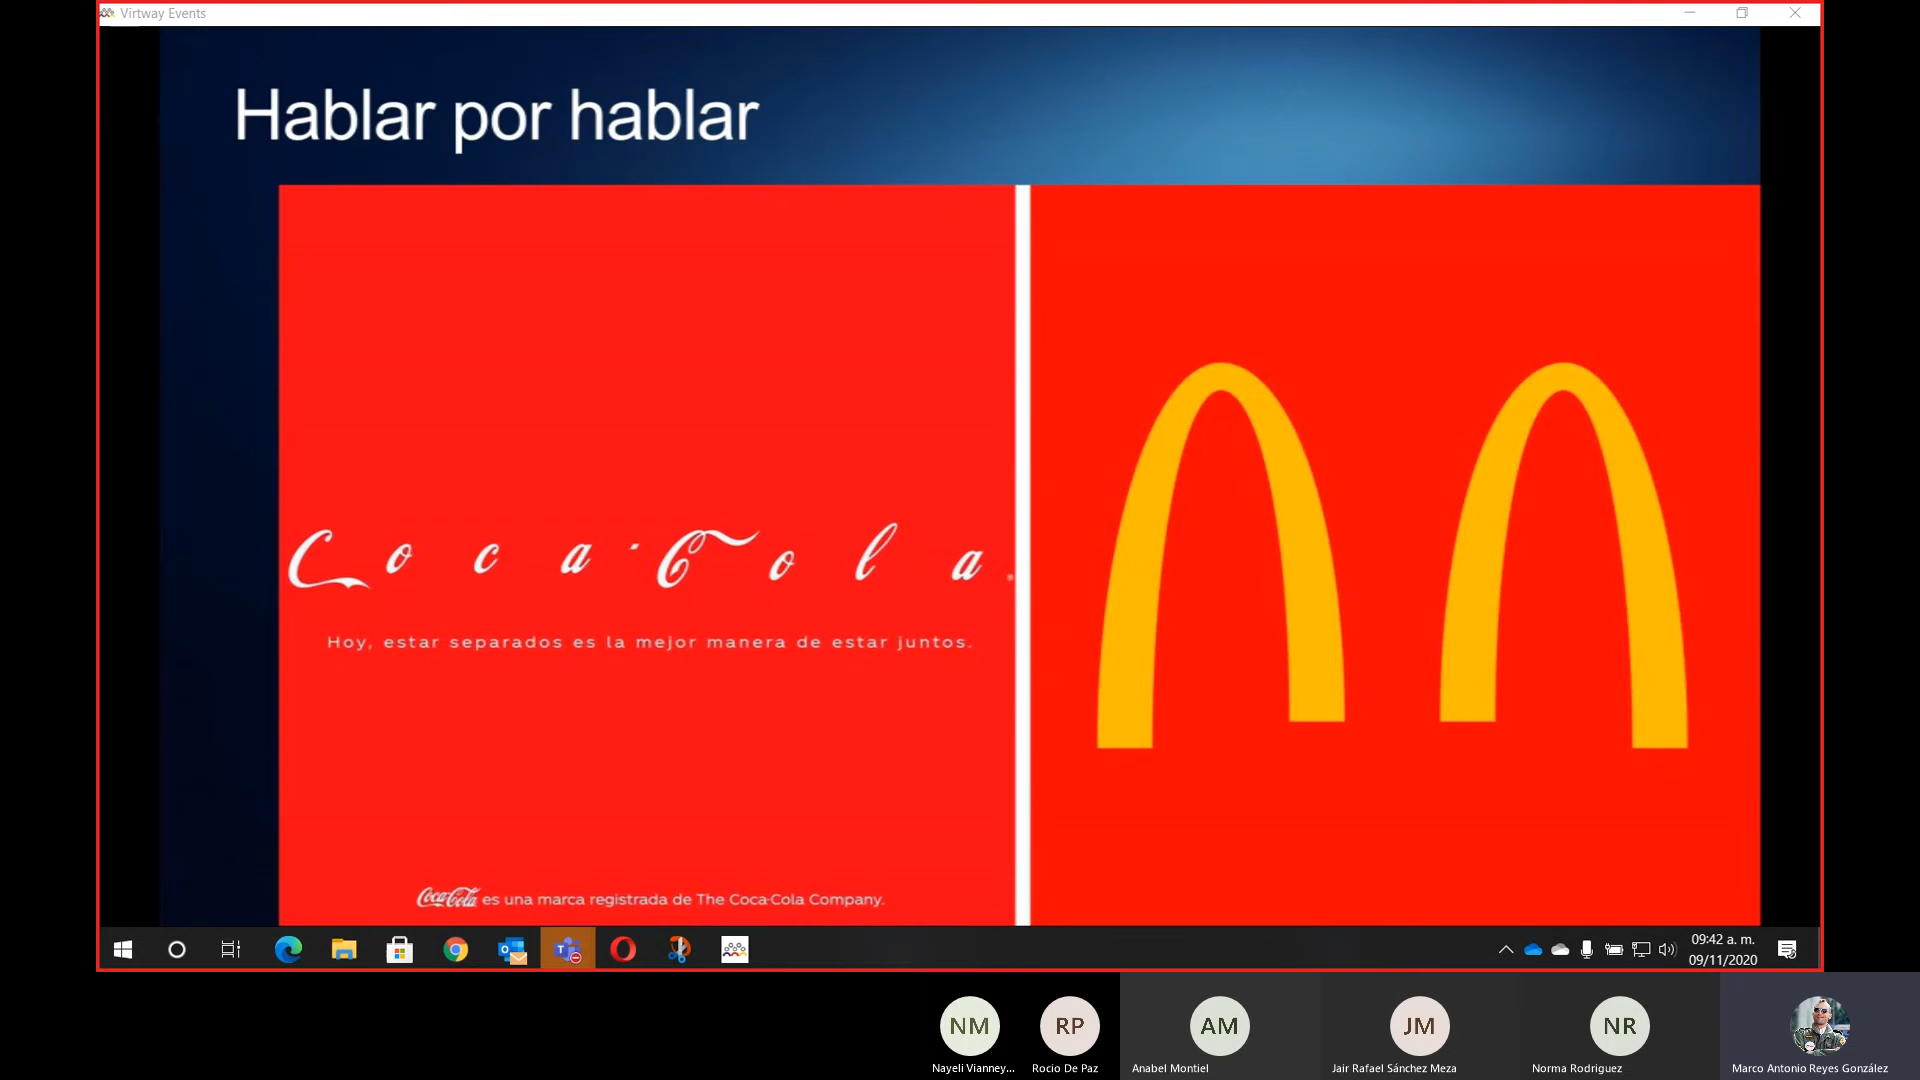 Virtway Events
Hablar por hablar
Coca-Cola
Hoy, estar separados es la mejor manera de estar juntos.
Coca-Cola es una marca registrada de The Coca-Cola Company.
09:42 a. m.
09/11/2020
NM
RP
AM
JM
NR
Nayeli Vianney...
Rocio De Paz
Anabel Montiel
Jair Rafael Sánchez Meza
Norma Rodriguez
Marco Antonio Reyes González